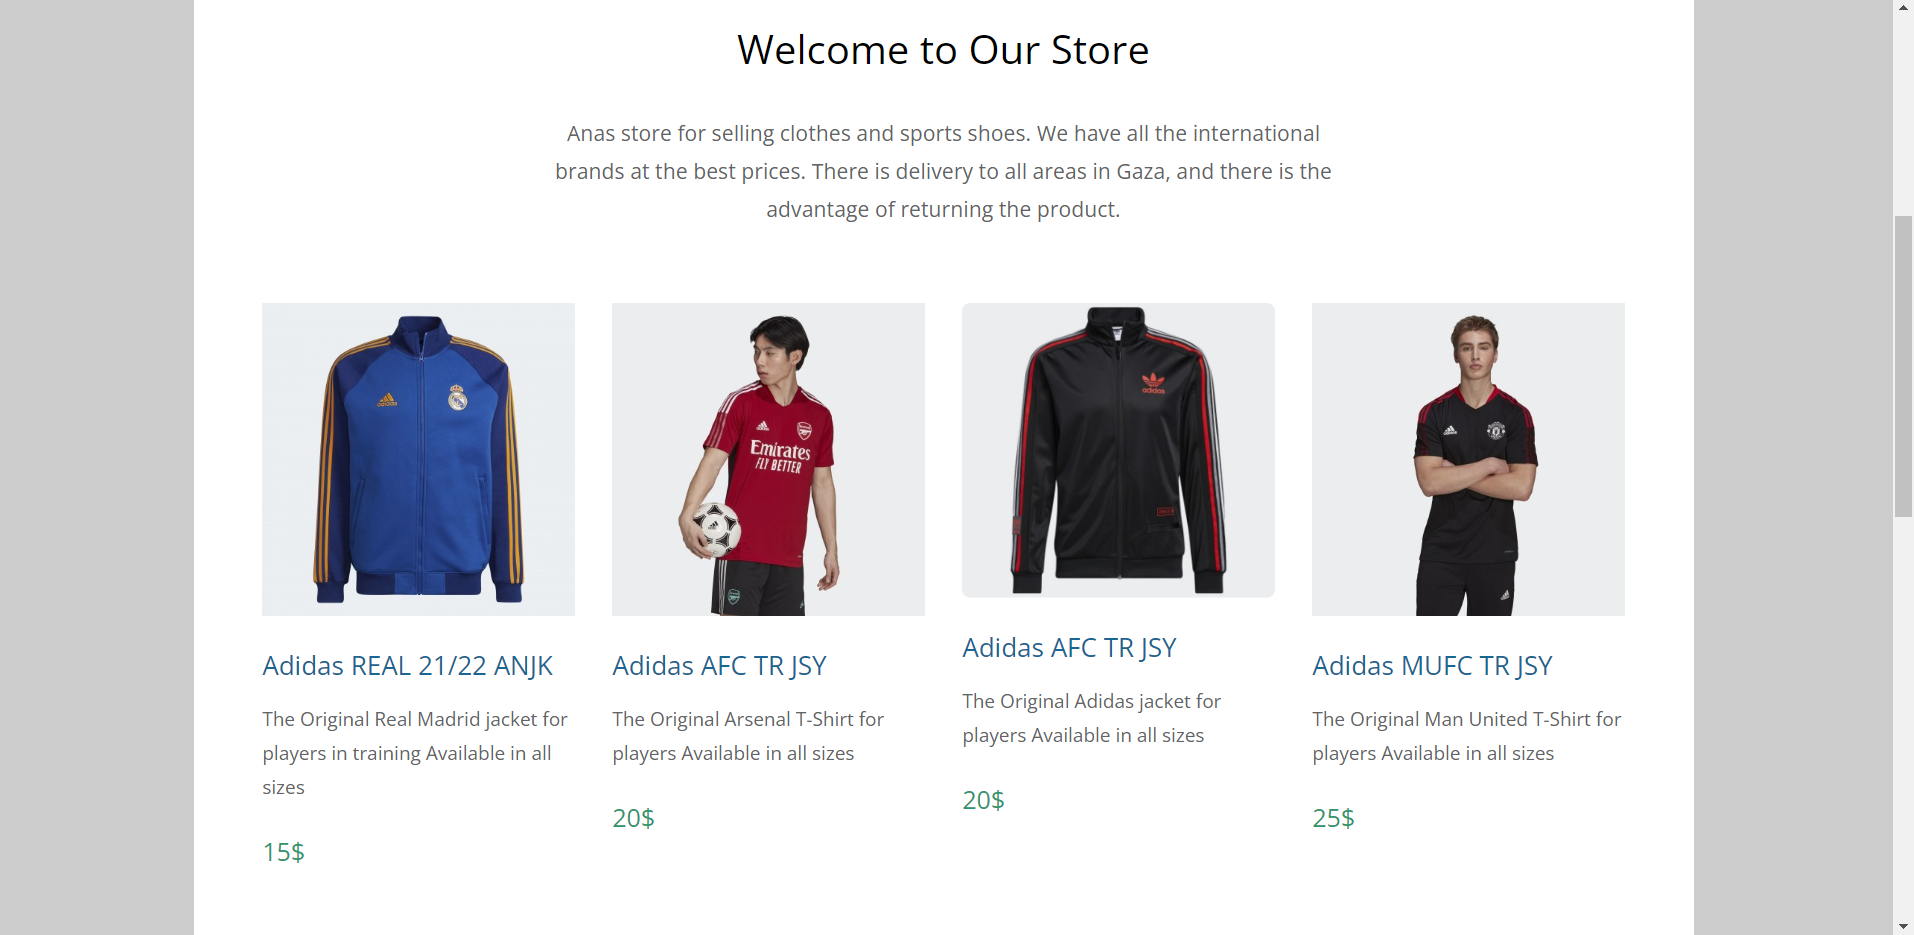 Welcome to Our Store
Anas store for selling clothes and sports shoes. We have all the international
brands at the best prices. There is delivery to all areas in Gaza, and there is the
advantage of returning the product.
adidas
Emirates
FLY BETTER
adidas
Adidas REAL 21/22 ANJK
The Original Real Madrid jacket for
players in training Available in all
sizes
15$
Adidas AFC TR JSY
The Original Arsenal T-Shirt for
players Available in all sizes
20$
Adidas AFC TR JSY
The Original Adidas jacket for
players Available in all sizes
20$
Adidas MUFC TR JSY
The Original Man United T-Shirt for
players Available in all sizes
25$